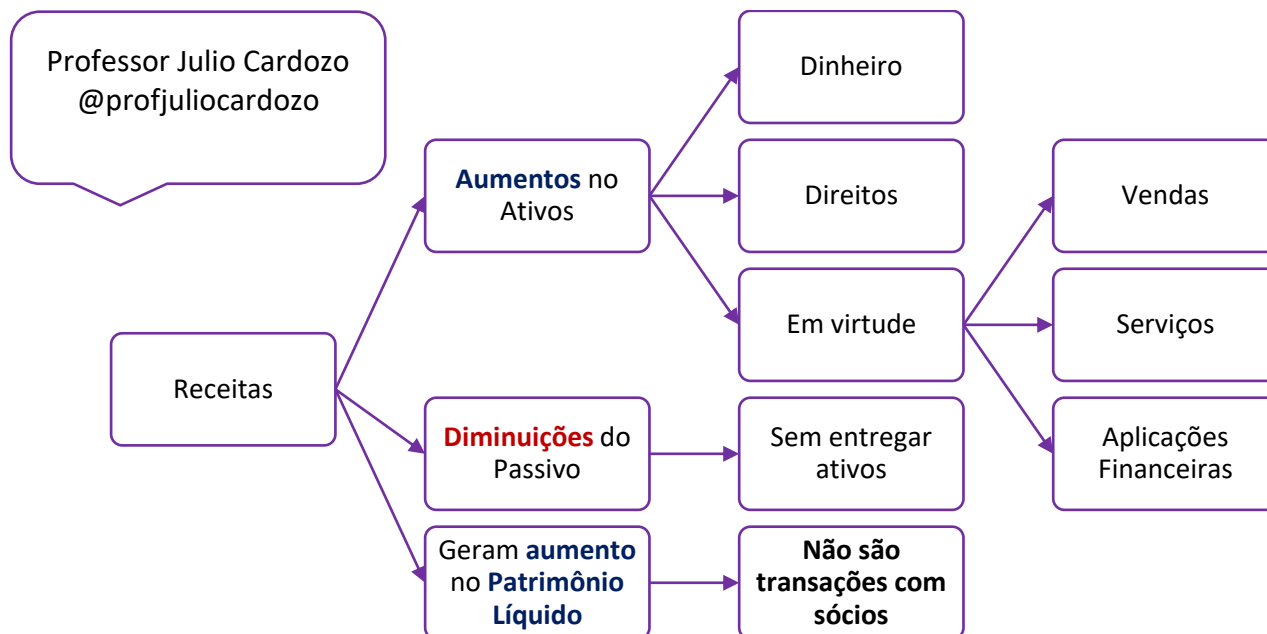 Professor Julio Cardozo
@profjuliocardozo
Receitas
Aumentos no
Ativos
Dinheiro
Direitos
Em virtude
Vendas
Serviços
Aplicações
Financeiras
Diminuições do
Passivo
Sem entregar
ativos
Geram aumento
no Patrimônio
Líquido
Não são
transações com
sócios